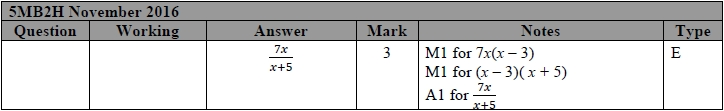 5MB2H November 2016
Question Working Answer Mark Notes Type
7x/x+5 3 M1 for 7x(x – 3) E
M1 for (x – 3)( x + 5)
A1 for 7x/x+5